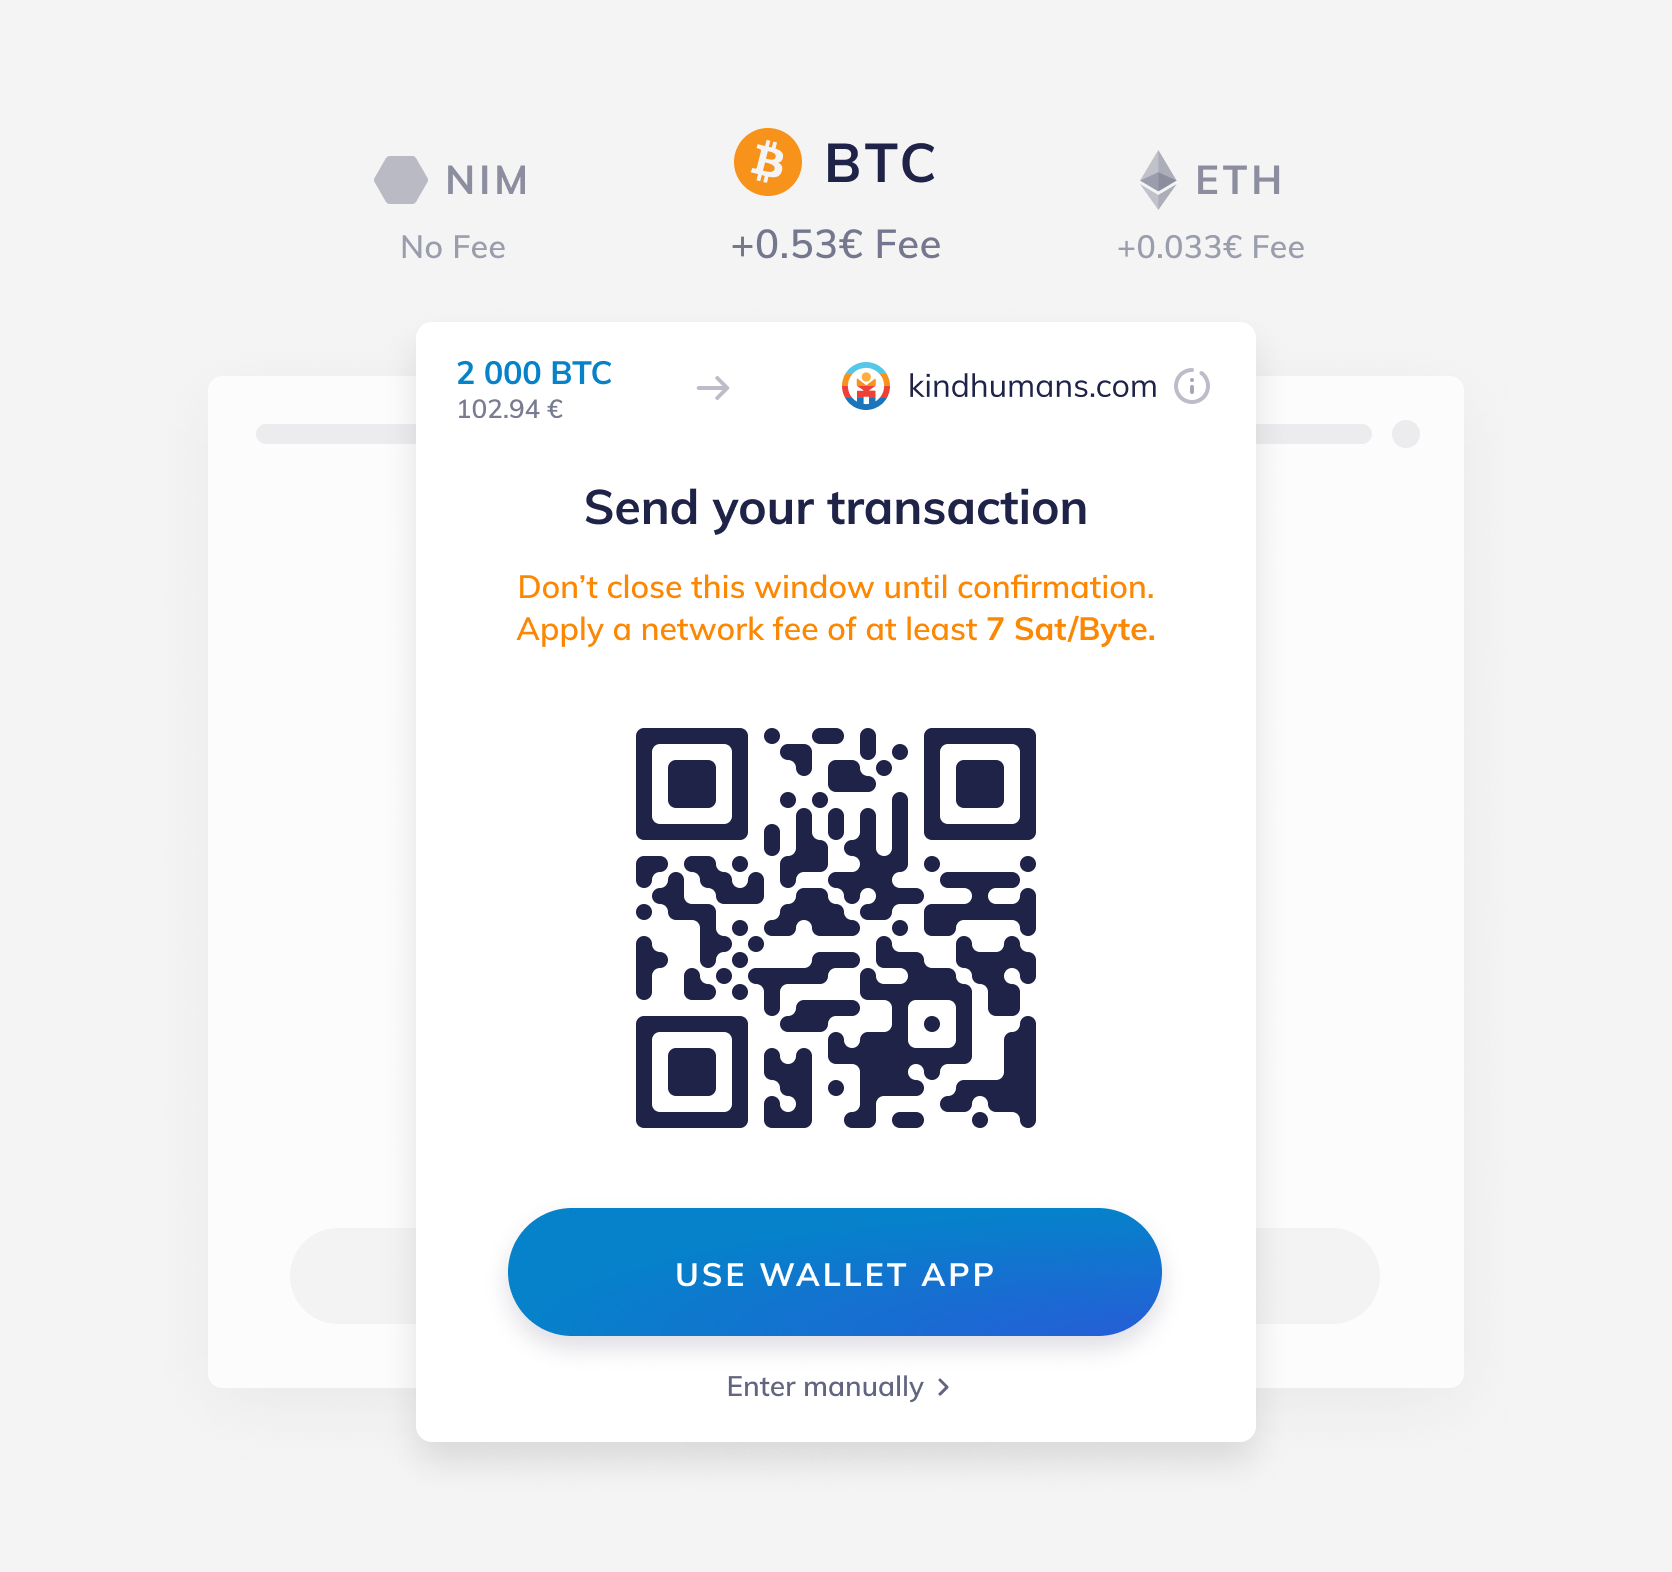 NIM
No Fee
BTC
+0.53€ Fee
ETH
+0.033€ Fee
2 000 BTC
102.94 €
kindhumans.com
Send your transaction
Don’t close this window until confirmation.
Apply a network fee of at least 7 Sat/Byte.
USE WALLET APP
Enter manually